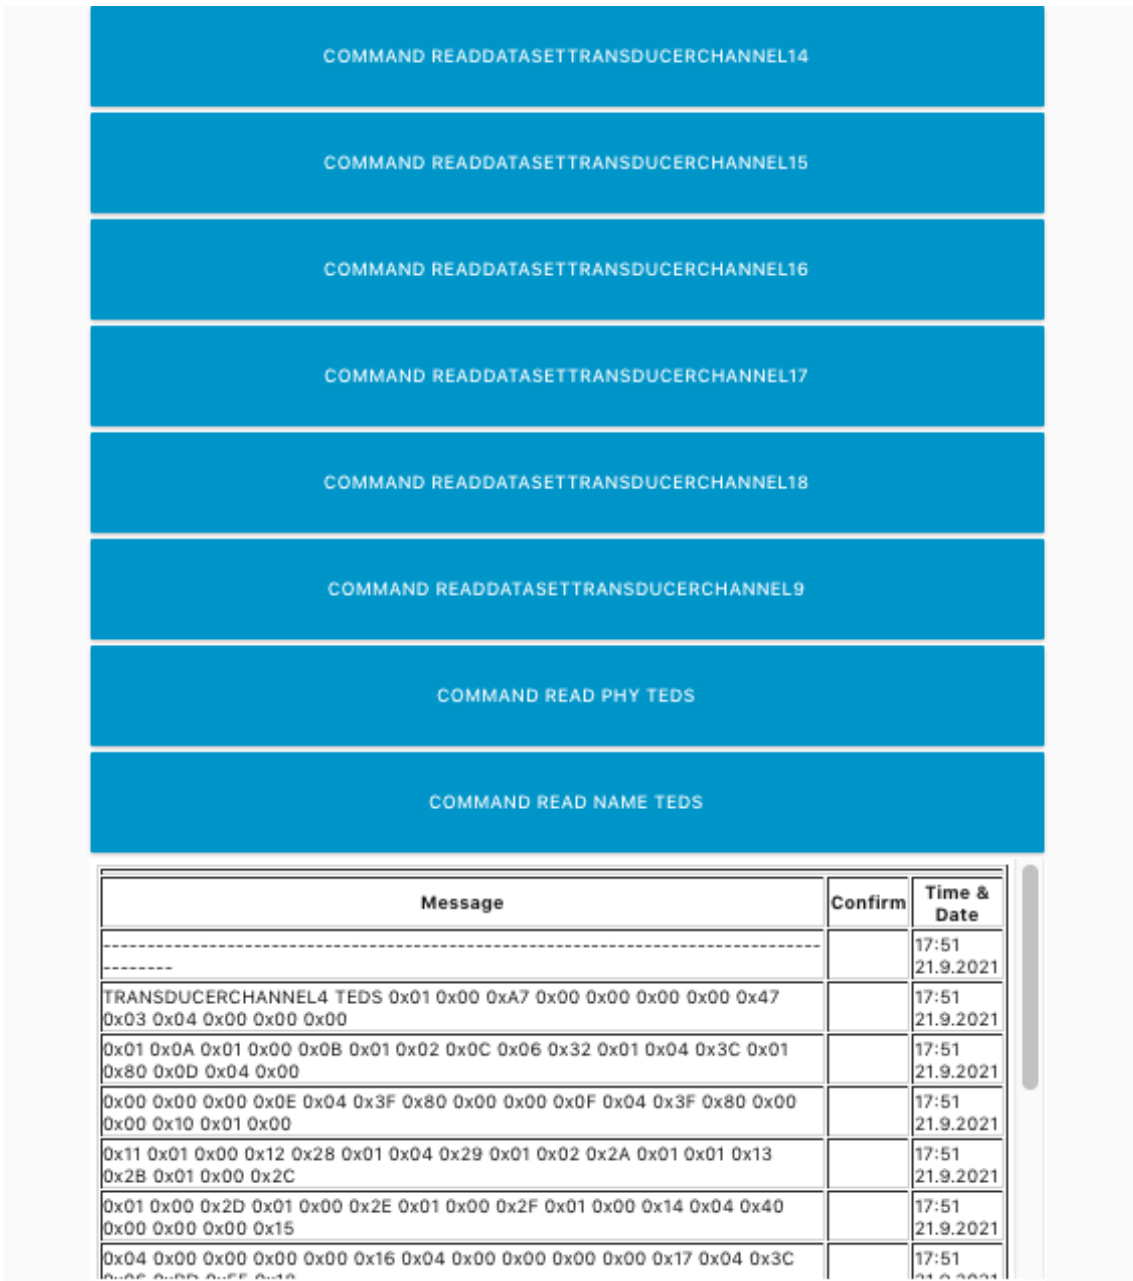 COMMAND READDATASETTRANSDUCERCHANNEL14
COMMAND READDATASETTRANSDUCERCHANNEL15
COMMAND READDATASETTRANSDUCERCHANNEL16
COMMAND READDATASETTRANSDUCERCHANNEL17
COMMAND READDATASETTRANSDUCERCHANNEL18
COMMAND READDATASETTRANSDUCERCHANNEL9
COMMAND READ PHY TEDS
COMMAND READ NAME TEDS
Message Confirm Time &
Date
-------------------------------------------------------------------------------- 17:51
-------- 21.9.2021
TRANSDUCERCHANNEL4 TEDS 0x01 0x00 0xA7 0x00 0x00 0x00 0x00 0x47 17:51
0x03 0x04 0x00 0x00 0x00 21.9.2021
0x01 0x0A 0x01 0x00 0x0B 0x01 0x02 0x0C 0x06 0x32 0x01 0x04 0x3C 0x01 17:51
0x80 0x0D 0x04 0x00 21.9.2021
0x00 0x00 0x00 0x0E 0x04 0x3F 0x80 0x00 0x00 0x0F 0x04 0x3F 0x80 0x00 17:51
0x00 0x10 0x01 0x00 21.9.2021
0x11 0x01 0x00 0x12 0x28 0x01 0x04 0x29 0x01 0x02 0x2A 0x01 0x01 0x13 17:51
0x2B 0x01 0x00 0x2C 21.9.2021
0x01 0x00 0x2D 0x01 0x00 0x2E 0x01 0x00 0x2F 0x01 0x00 0x14 0x04 0x40 17:51
0x00 0x00 0x00 0x15 21.9.2021
0x04 0x00 0x00 0x00 0x00 0x16 0x04 0x00 0x00 0x00 0x00 0x17 0x04 0x3C 17:51